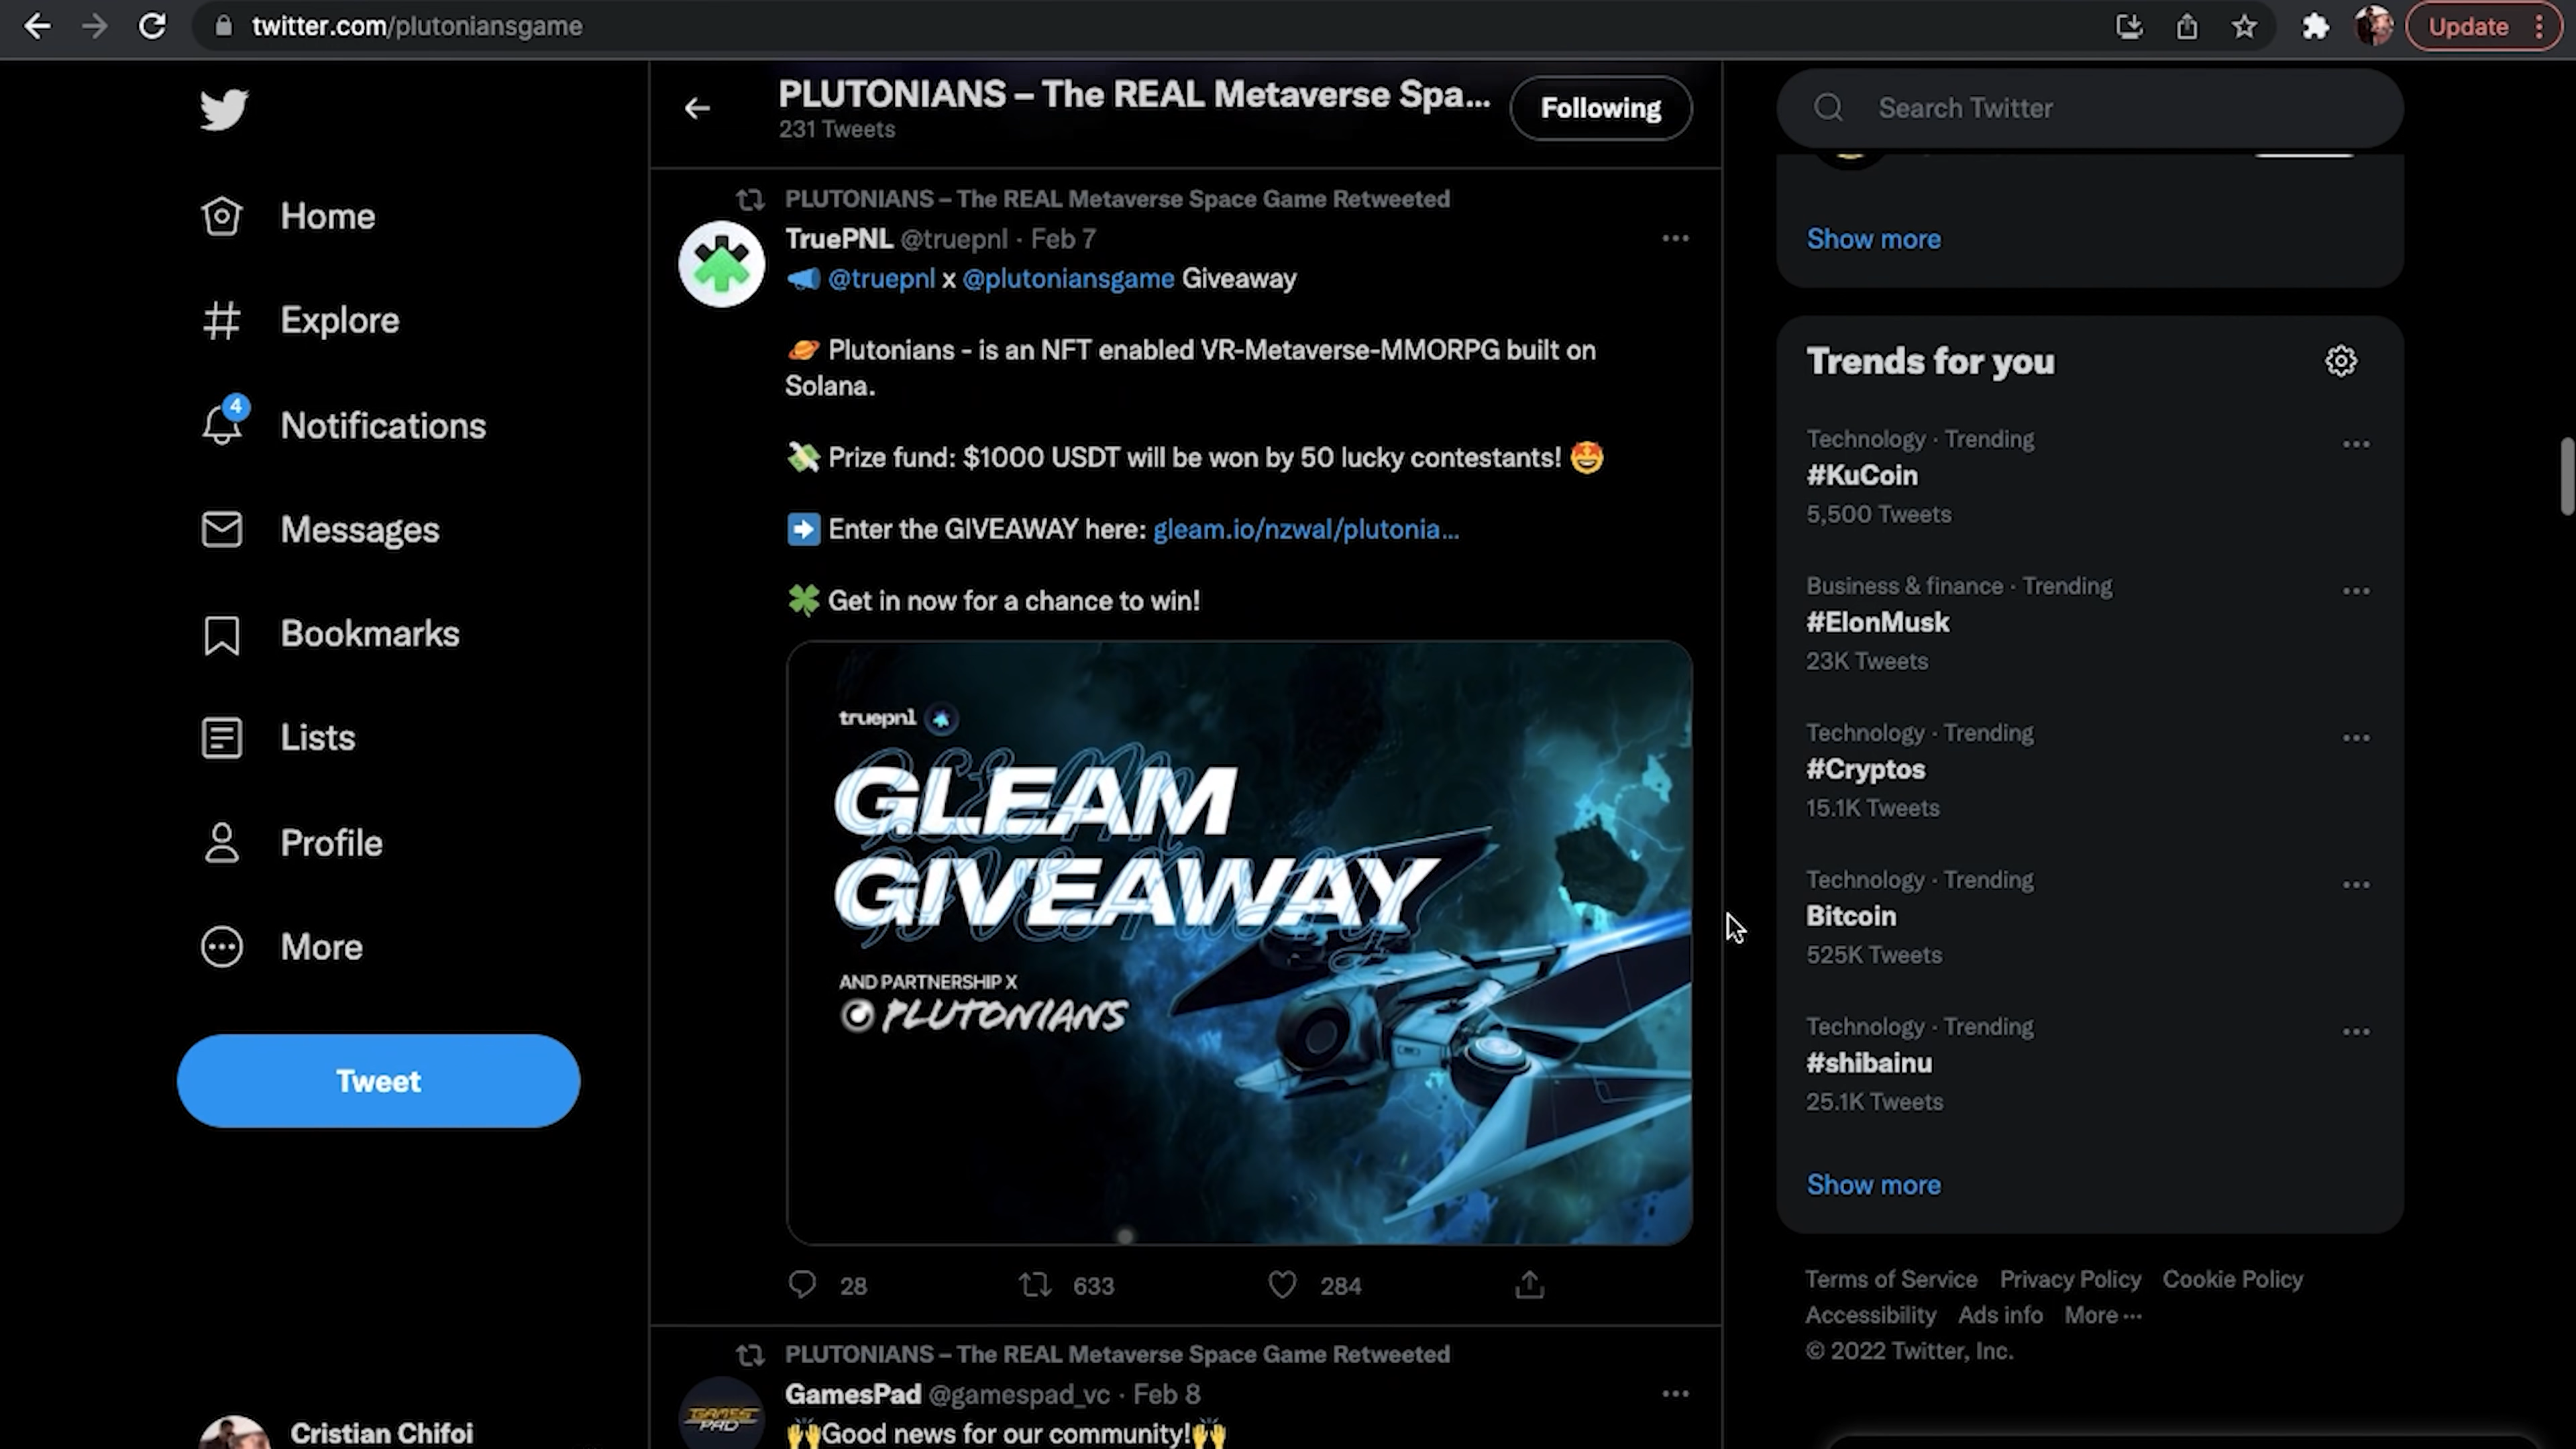 twitter.com/plutoniansgame
Update
PLUTONIANS – The REAL Metaverse Spa...
231 Tweets
Following
Search Twitter
Home
Explore
4
Notifications
Messages
Bookmarks
Lists
Profile
More
Tweet
Cristian Chifoi
PLUTONIANS – The REAL Metaverse Space Game Retweeted
TruePNL @truepnl · Feb 7
📣 @truepnl x @plutoniansgame Giveaway
🪐 Plutonians - is an NFT enabled VR-Metaverse-MMORPG built on
Solana.
💸 Prize fund: $1000 USDT will be won by 50 lucky contestants! 🤩
➡️ Enter the GIVEAWAY here: gleam.io/nzwal/plutonia...
🍀 Get in now for a chance to win!
truepnl
GLEAM
GIVEAWAY
AND PARTNERSHIP X
PLUTONIANS
28
633
284
PLUTONIANS – The REAL Metaverse Space Game Retweeted
GamesPad @gamespad_vc · Feb 8
GAMES
PAD
🙌Good news for our community!🙌
Show more
Trends for you
Technology · Trending
#KuCoin
5,500 Tweets
Business & finance · Trending
#ElonMusk
23K Tweets
Technology · Trending
#Cryptos
15.1K Tweets
Technology · Trending
Bitcoin
525K Tweets
Technology · Trending
#shibainu
25.1K Tweets
Show more
Terms of Service Privacy Policy Cookie Policy
Accessibility Ads info More ···
© 2022 Twitter, Inc.